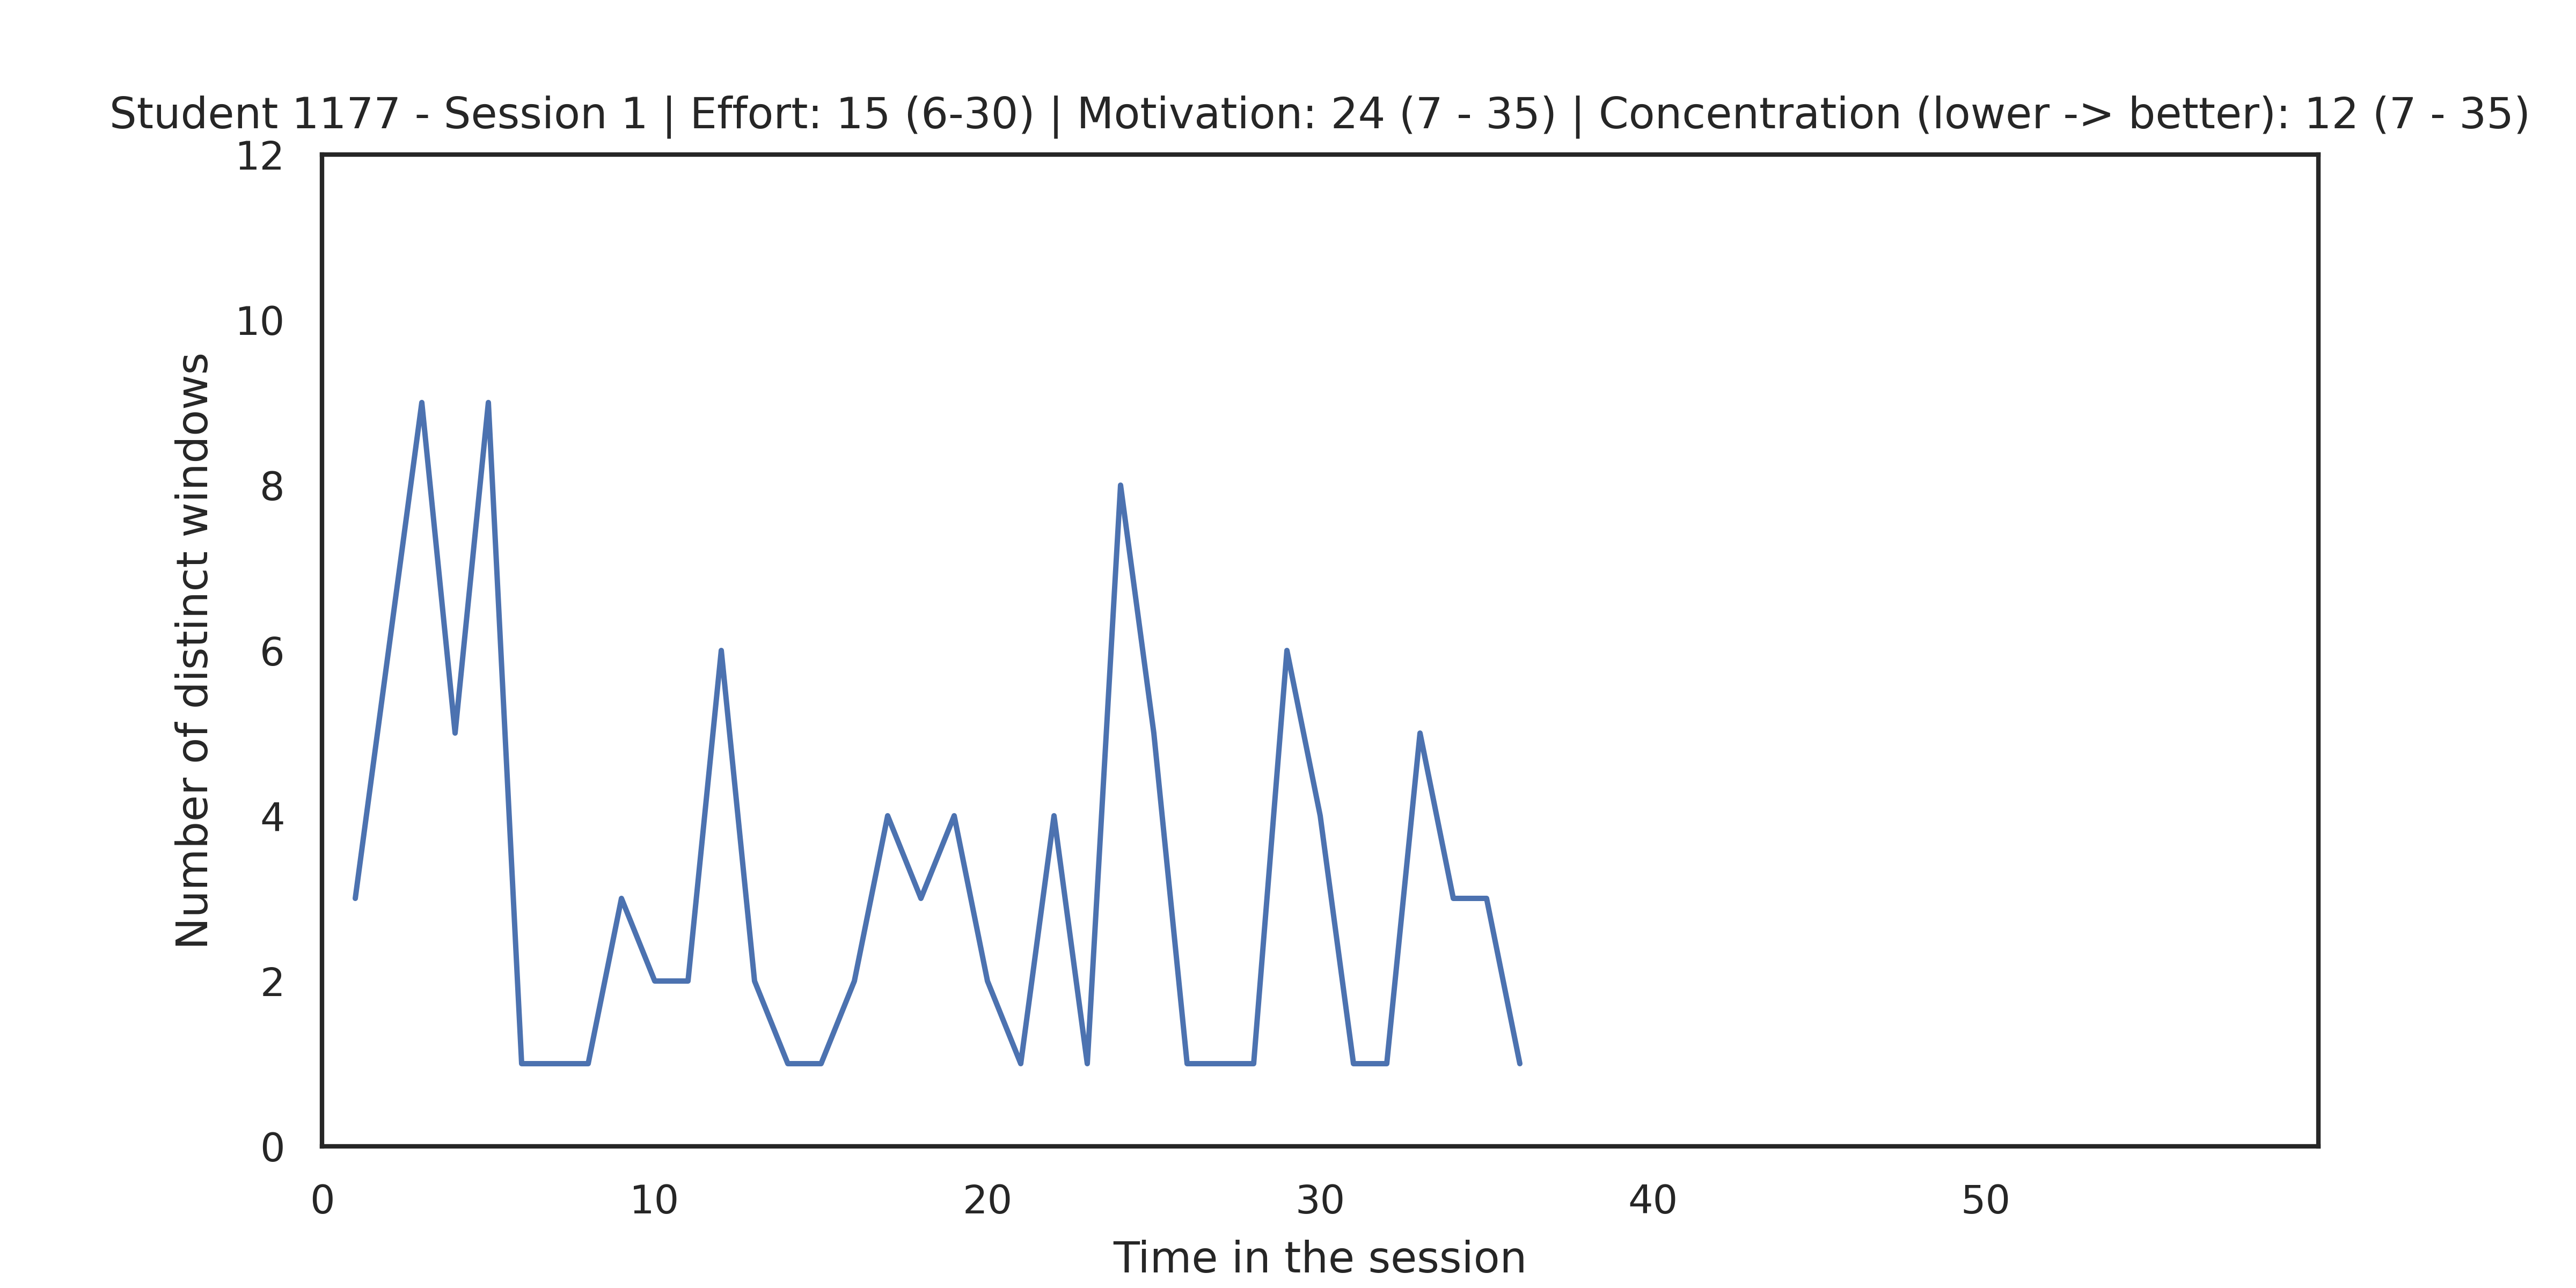 Student 1177 - Session 1 | Effort: 15 (6-30) | Motivation: 24 (7 - 35) | Concentration (lower -> better): 12 (7 - 35)
12
10
8
6
4
2
0
Number of distinct windows
0 10 20 30 40 50
Time in the session